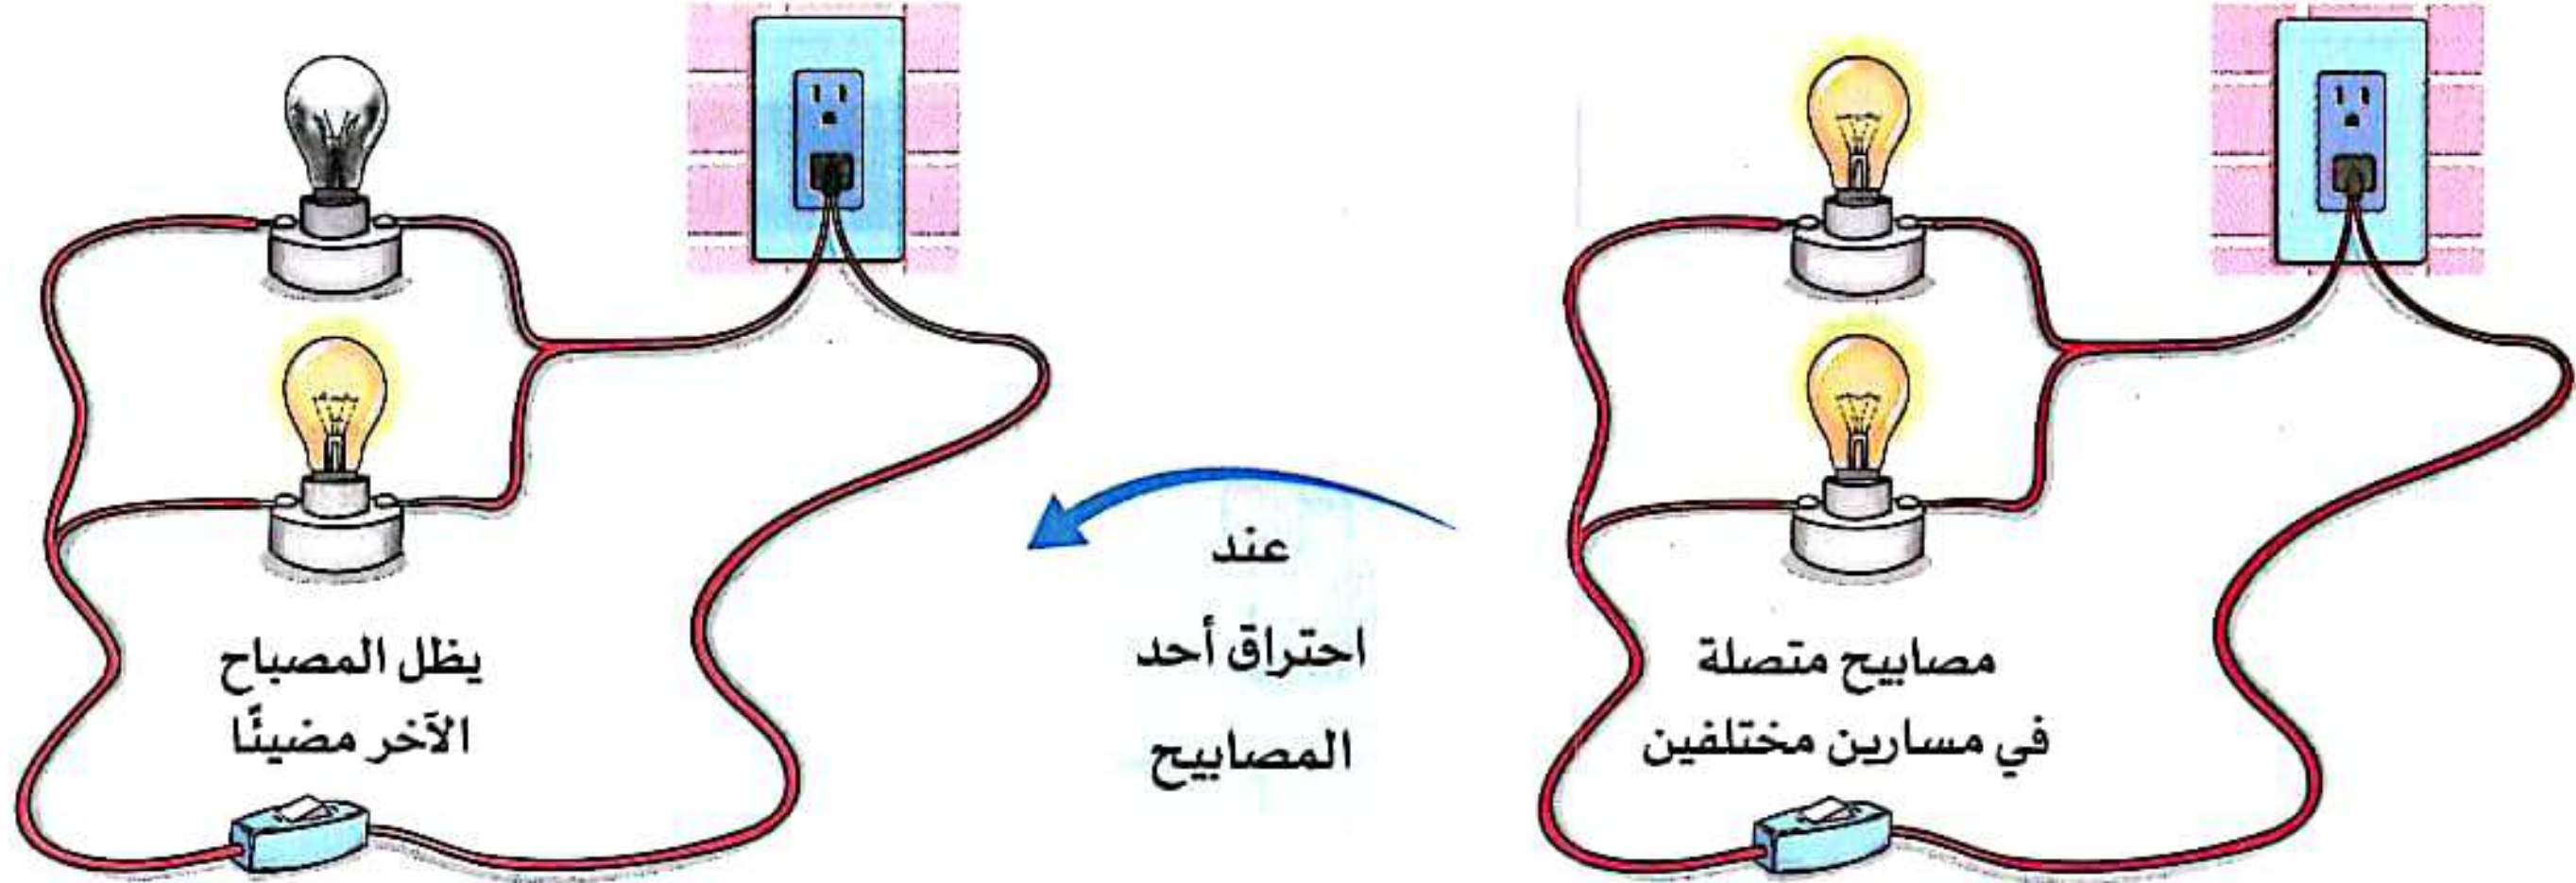 مصابيح متصلة
في مسارين مختلفين
عند
احتراق أحد
المصابيح
يظل المصباح
الآخر مضيئًا